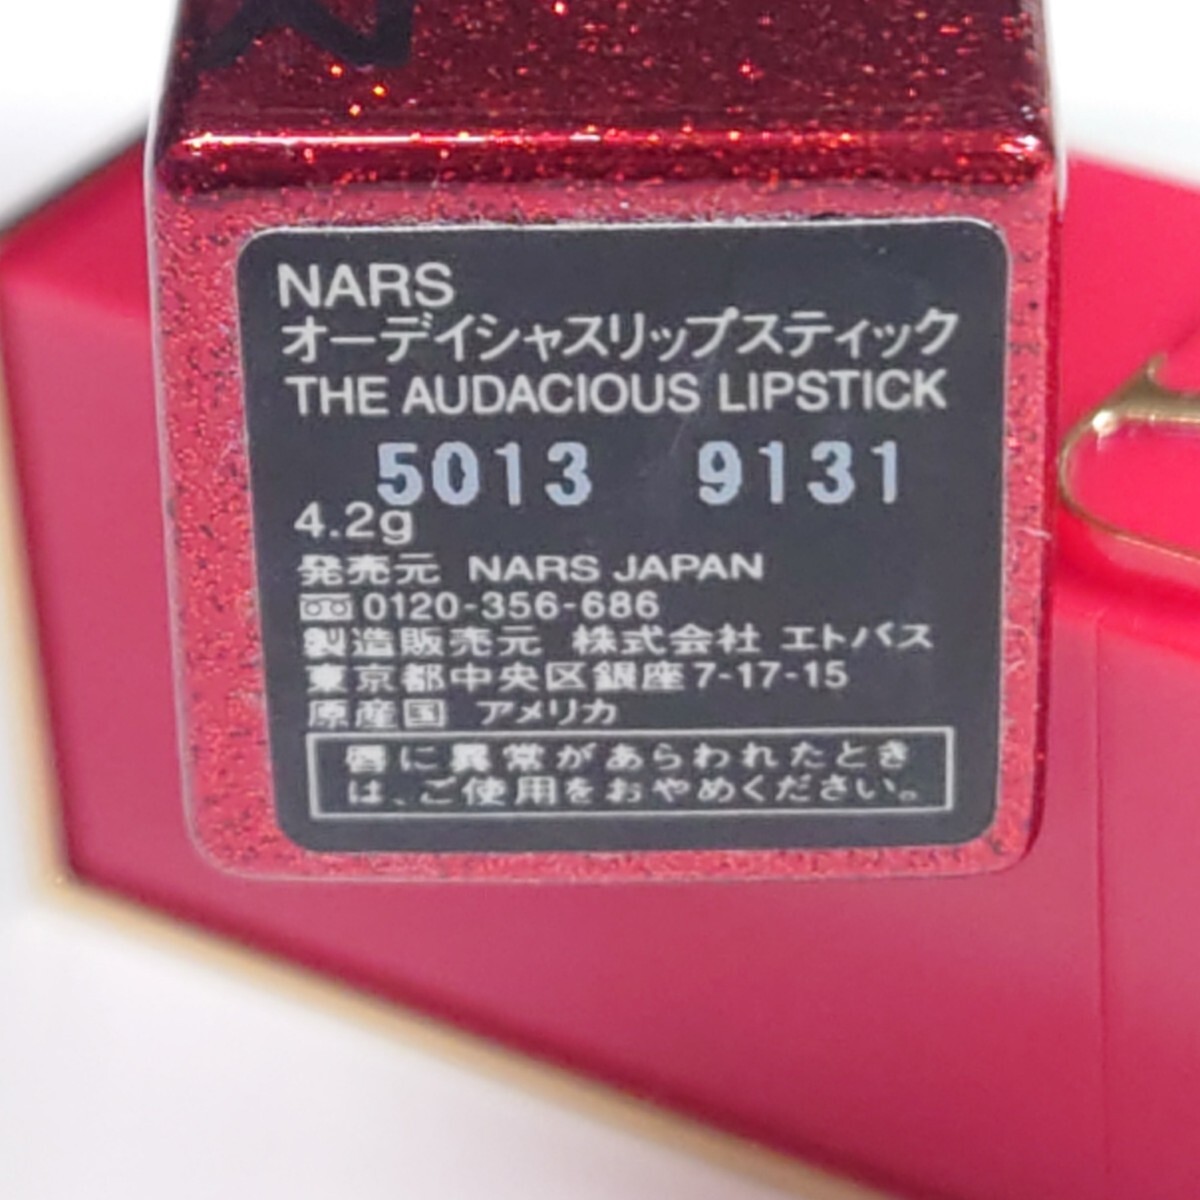 NARS
オーデイシャスリップスティック
THE AUDACIOUS LIPSTICK
5013 9131
4.2g
発売元 NARS JAPAN
0120-356-686
製造販売元 株式会社 エトバス
東京都中央区銀座7-17-15
原産国 アメリカ
唇に異常があらわれたとき
は、ご使用をおやめください。